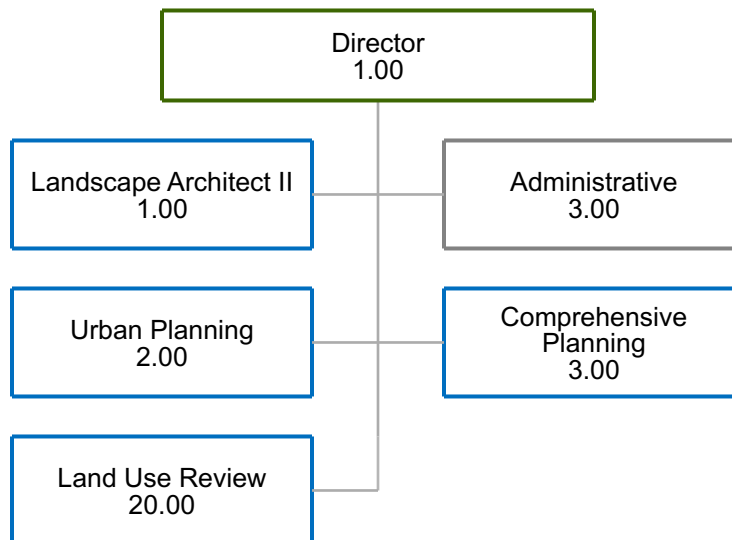 Director
1.00
Landscape Architect II
1.00
Administrative
3.00
Urban Planning
2.00
Comprehensive
Planning
3.00
Land Use Review
20.00